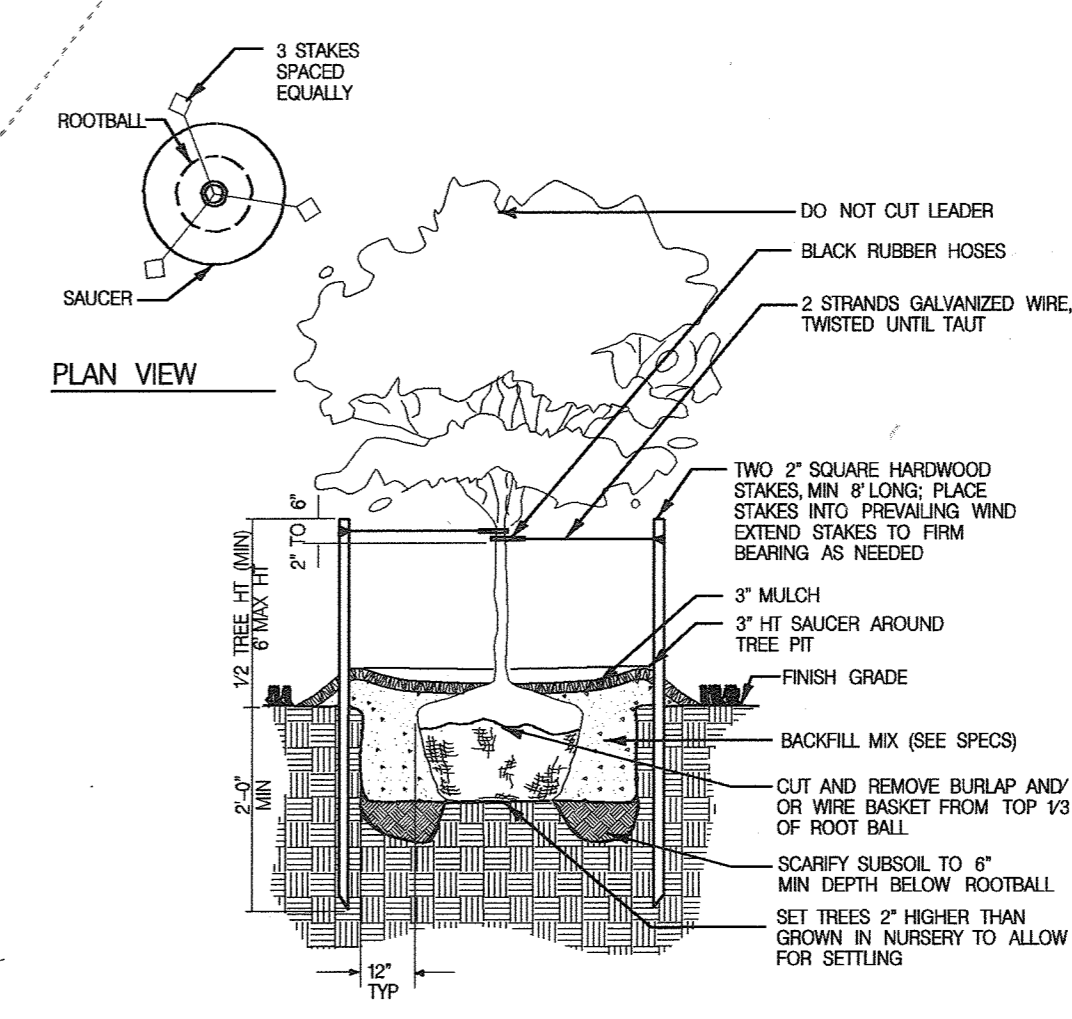 3 STAKES
SPACED
EQUALLY
ROOTBALL
SAUCER
PLAN VIEW
DO NOT CUT LEADER
BLACK RUBBER HOSES
2 STRANDS GALVANIZED WIRE,
TWISTED UNTIL TAUT
TWO 2" SQUARE HARDWOOD
STAKES, MIN 8' LONG; PLACE
STAKES INTO PREVAILING WIND
EXTEND STAKES TO FIRM
BEARING AS NEEDED
3" MULCH
3" HT SAUCER AROUND
TREE PIT
FINISH GRADE
BACKFILL MIX (SEE SPECS)
CUT AND REMOVE BURLAP AND/
OR WIRE BASKET FROM TOP 1/3
OF ROOT BALL
SCARIFY SUBSOIL TO 6"
MIN DEPTH BELOW ROOTBALL
SET TREES 2" HIGHER THAN
GROWN IN NURSERY TO ALLOW
FOR SETTLING
2" TO 6"
1/2 TREE HT (MIN)
6' MAX HT
2'-0"
MIN
12"
TYP